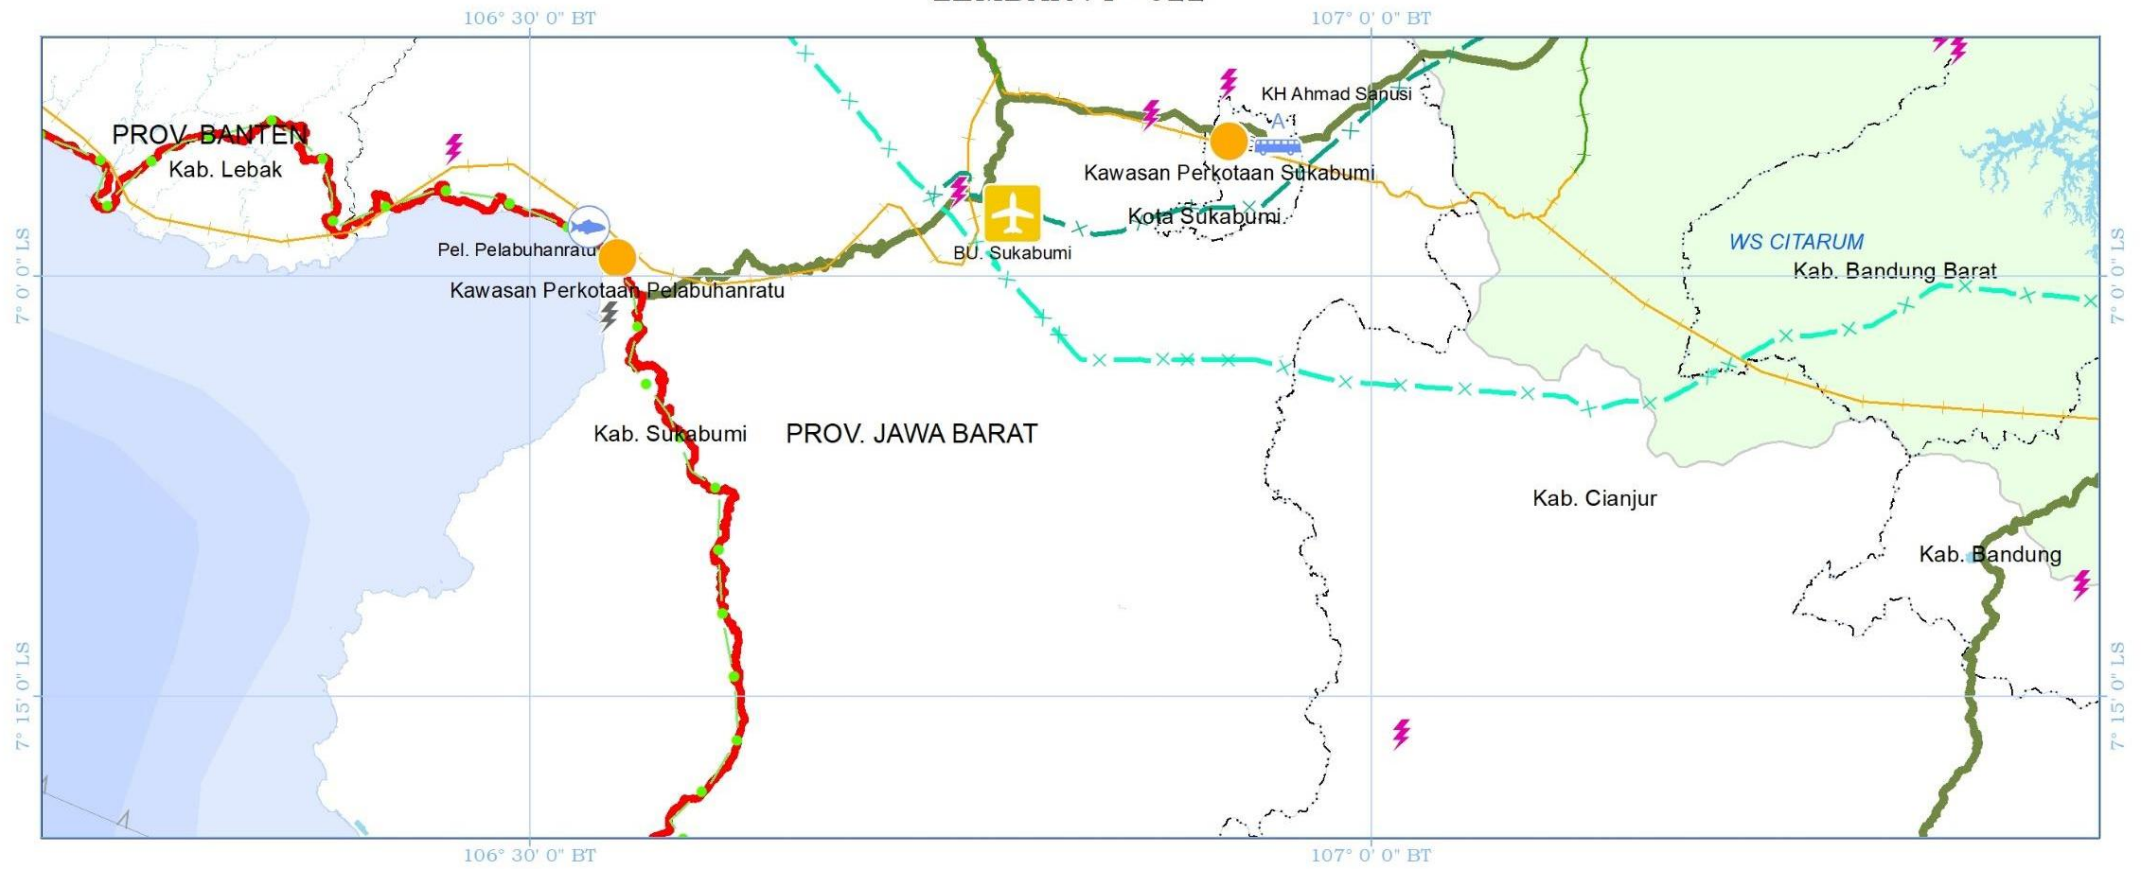 106° 30' 0" BT
107° 0' 0" BT
KH Ahmad Sanusi
A
PROV. BANTEN
Kab. Lebak
Kawasan Perkotaan Sukabumi
Kota Sukabumi
WS CITARUM
Pel. Pelabuhanratu
BU. Sukabumi
Kab. Bandung Barat
7° 0' 0" LS
7° 0' 0" LS
Kawasan Perkotaan Pelabuhanratu
Kab. Sukabumi
PROV. JAWA BARAT
Kab. Cianjur
Kab. Bandung
7° 15' 0" LS
7° 15' 0" LS
106° 30' 0" BT
107° 0' 0" BT